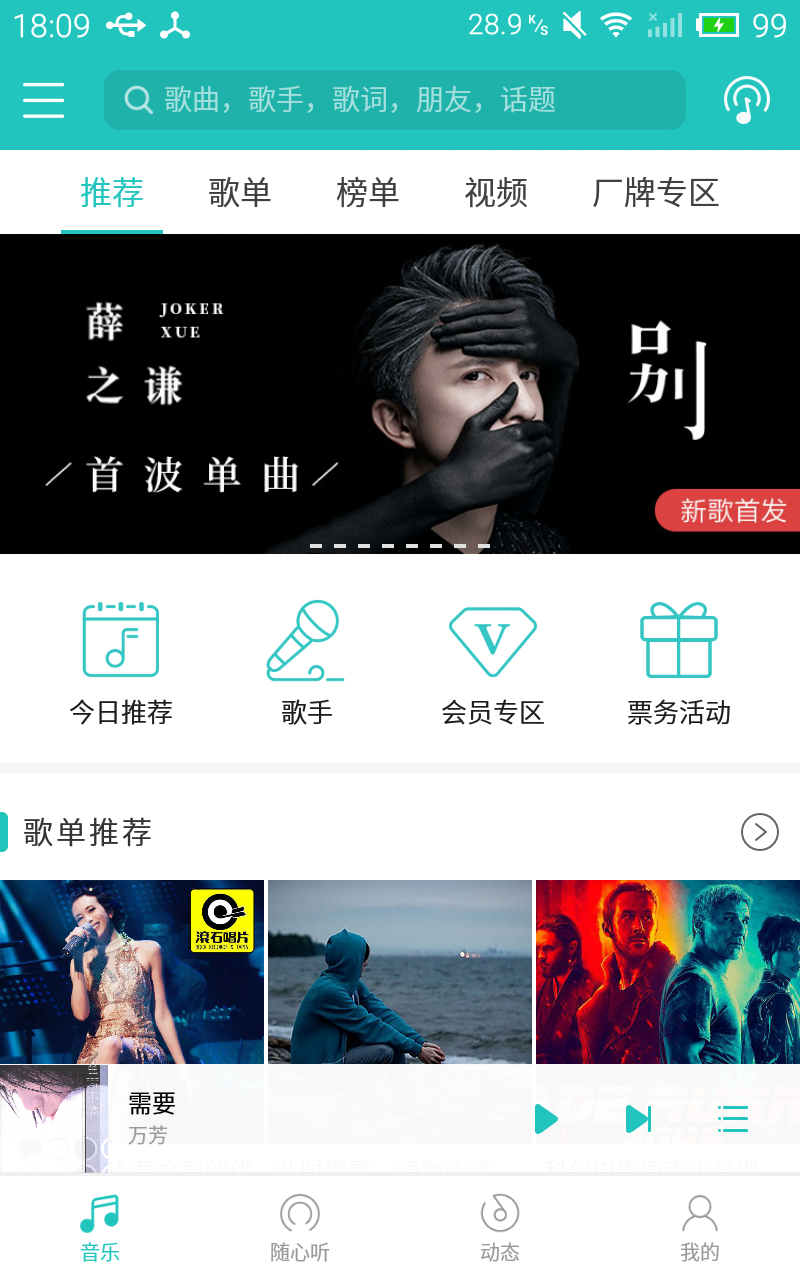 18:09 28.9 K/s 99
歌曲，歌手，歌词，朋友，话题
推荐 歌单 榜单 视频 厂牌专区
薛之谦
JOKER
XUE
首波单曲
别
新歌首发
今日推荐 歌手 会员专区 票务活动
歌单推荐
滚石唱片
ROCK RECORDS & TAPES
需要
万芳
音乐 随心听 动态 我的